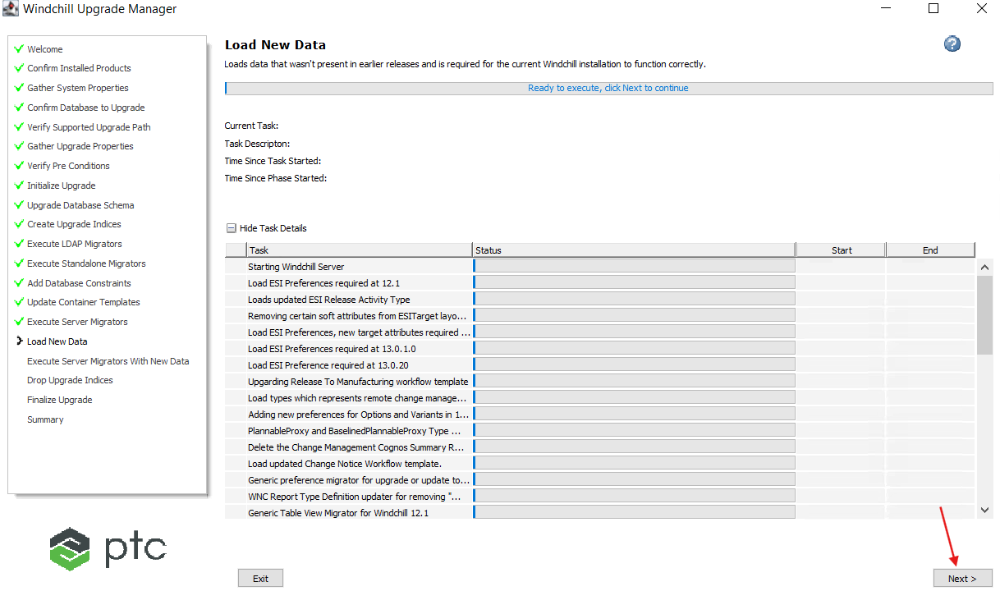 Windchill Upgrade Manager
Welcome
Confirm Installed Products
Gather System Properties
Confirm Database to Upgrade
Verify Supported Upgrade Path
Gather Upgrade Properties
Verify Pre Conditions
Initialize Upgrade
Upgrade Database Schema
Create Upgrade Indices
Execute LDAP Migrators
Execute Standalone Migrators
Add Database Constraints
Update Container Templates
Execute Server Migrators
Load New Data
Execute Server Migrators With New Data
Drop Upgrade Indices
Finalize Upgrade
Summary
ptc
Load New Data
?
Loads data that wasn't present in earlier releases and is required for the current Windchill installation to function correctly.
Ready to execute, click Next to continue
Current Task:
Task Descripton:
Time Since Task Started:
Time Since Phase Started:
Hide Task Details
Task Status Start End
Starting Windchill Server
Load ESI Preferences required at 12.1
Loads updated ESI Release Activity Type
Removing certain soft attributes from ESITarget layo...
Load ESI Preferences, new target attributes required ...
Load ESI Preferences required at 13.0.1.0
Load ESI Preference required at 13.0.20
Upgarding Release To Manufacturing workflow template
Load types which represents remote change manage...
Adding new preferences for Options and Variants in 1...
PlannableProxy and BaselinedPlannableProxy Type ...
Delete the Change Management Cognos Summary R...
Load updated Change Notice Workflow template.
Generic preference migrator for upgrade or update to...
WNC Report Type Definition updater for removing "...
Generic Table View Migrator for Windchill 12.1
Exit
Next >